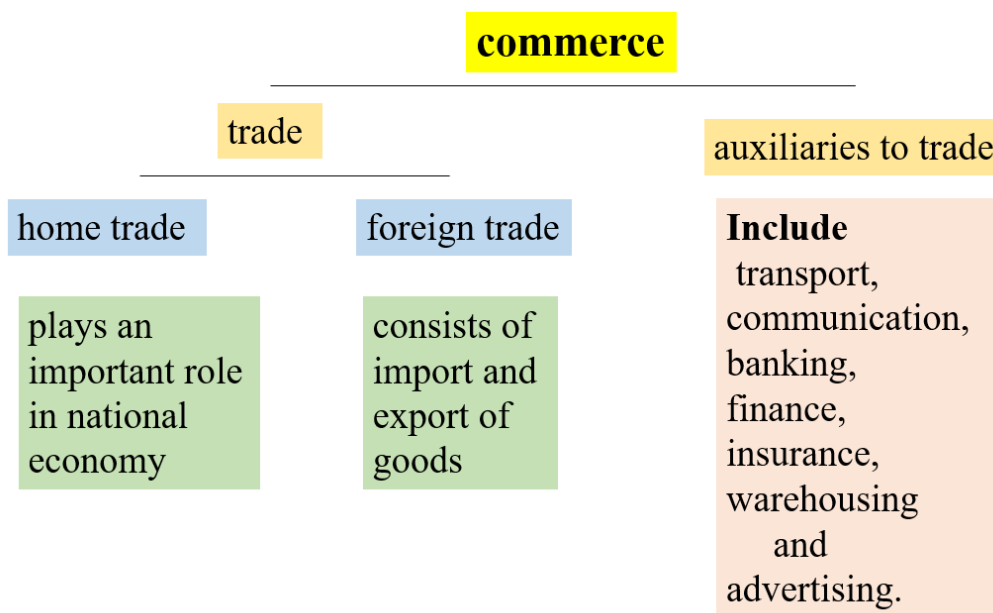 commerce
trade
auxiliaries to trade
home trade
foreign trade
plays an
important role
in national
economy
consists of
import and
export of
goods
Include
transport,
communication,
banking,
finance,
insurance,
warehousing
and
advertising.